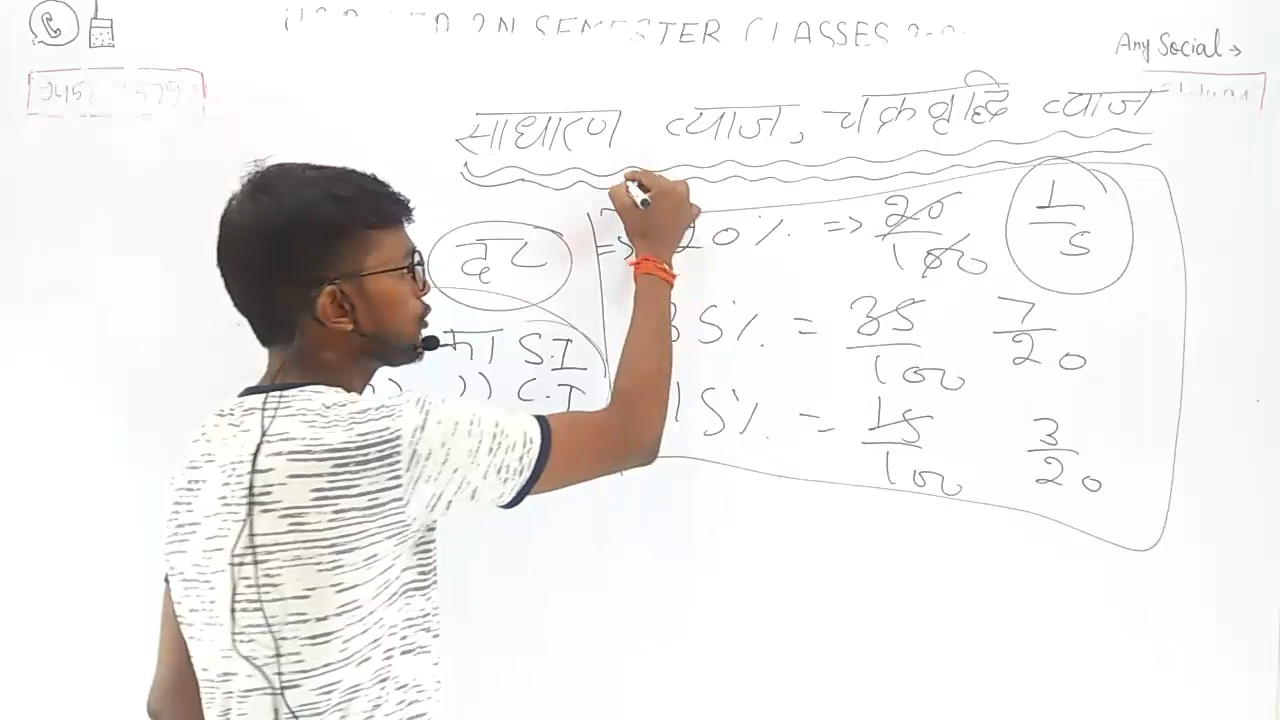 SEMESTER CLASSES
Any Social →
साधारण व्याज, चक्रवृद्धि व्याज
दर
=> 20% => 20/100 1/5
35% = 35/100 7/20
का S.I
15% = 15/100 3/20
)) )) C.I